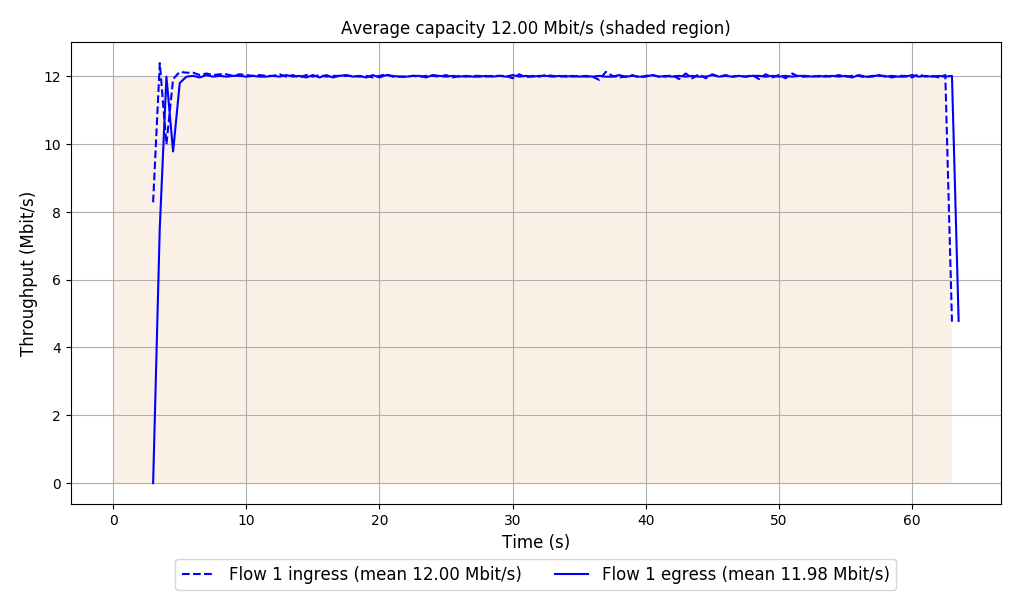 Average capacity 12.00 Mbit/s (shaded region)
Throughput (Mbit/s)
12
10
8
6
4
2
0
0 10 20 30 40 50 60
Time (s)
Flow 1 ingress (mean 12.00 Mbit/s) Flow 1 egress (mean 11.98 Mbit/s)